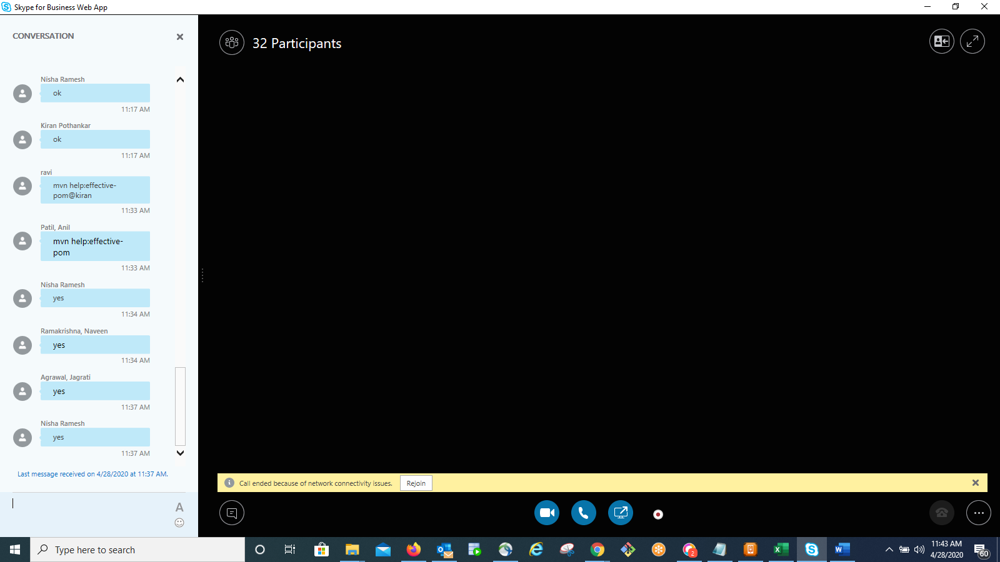 Skype for Business Web App
CONVERSATION
Nisha Ramesh
ok
11:17 AM
Kiran Pothankar
ok
11:17 AM
ravi
mvn help:effective-
pom@kiran
11:33 AM
Patil, Anil
mvn help:effective-
pom
11:33 AM
Nisha Ramesh
yes
11:34 AM
Ramakrishna, Naveen
yes
11:34 AM
Agrawal, Jagrati
yes
11:37 AM
Nisha Ramesh
yes
11:37 AM
Last message received on 4/28/2020 at 11:37 AM.
A
32 Participants
Call ended because of network connectivity issues.
Rejoin
Type here to search
2
11:43 AM
4/28/2020
60